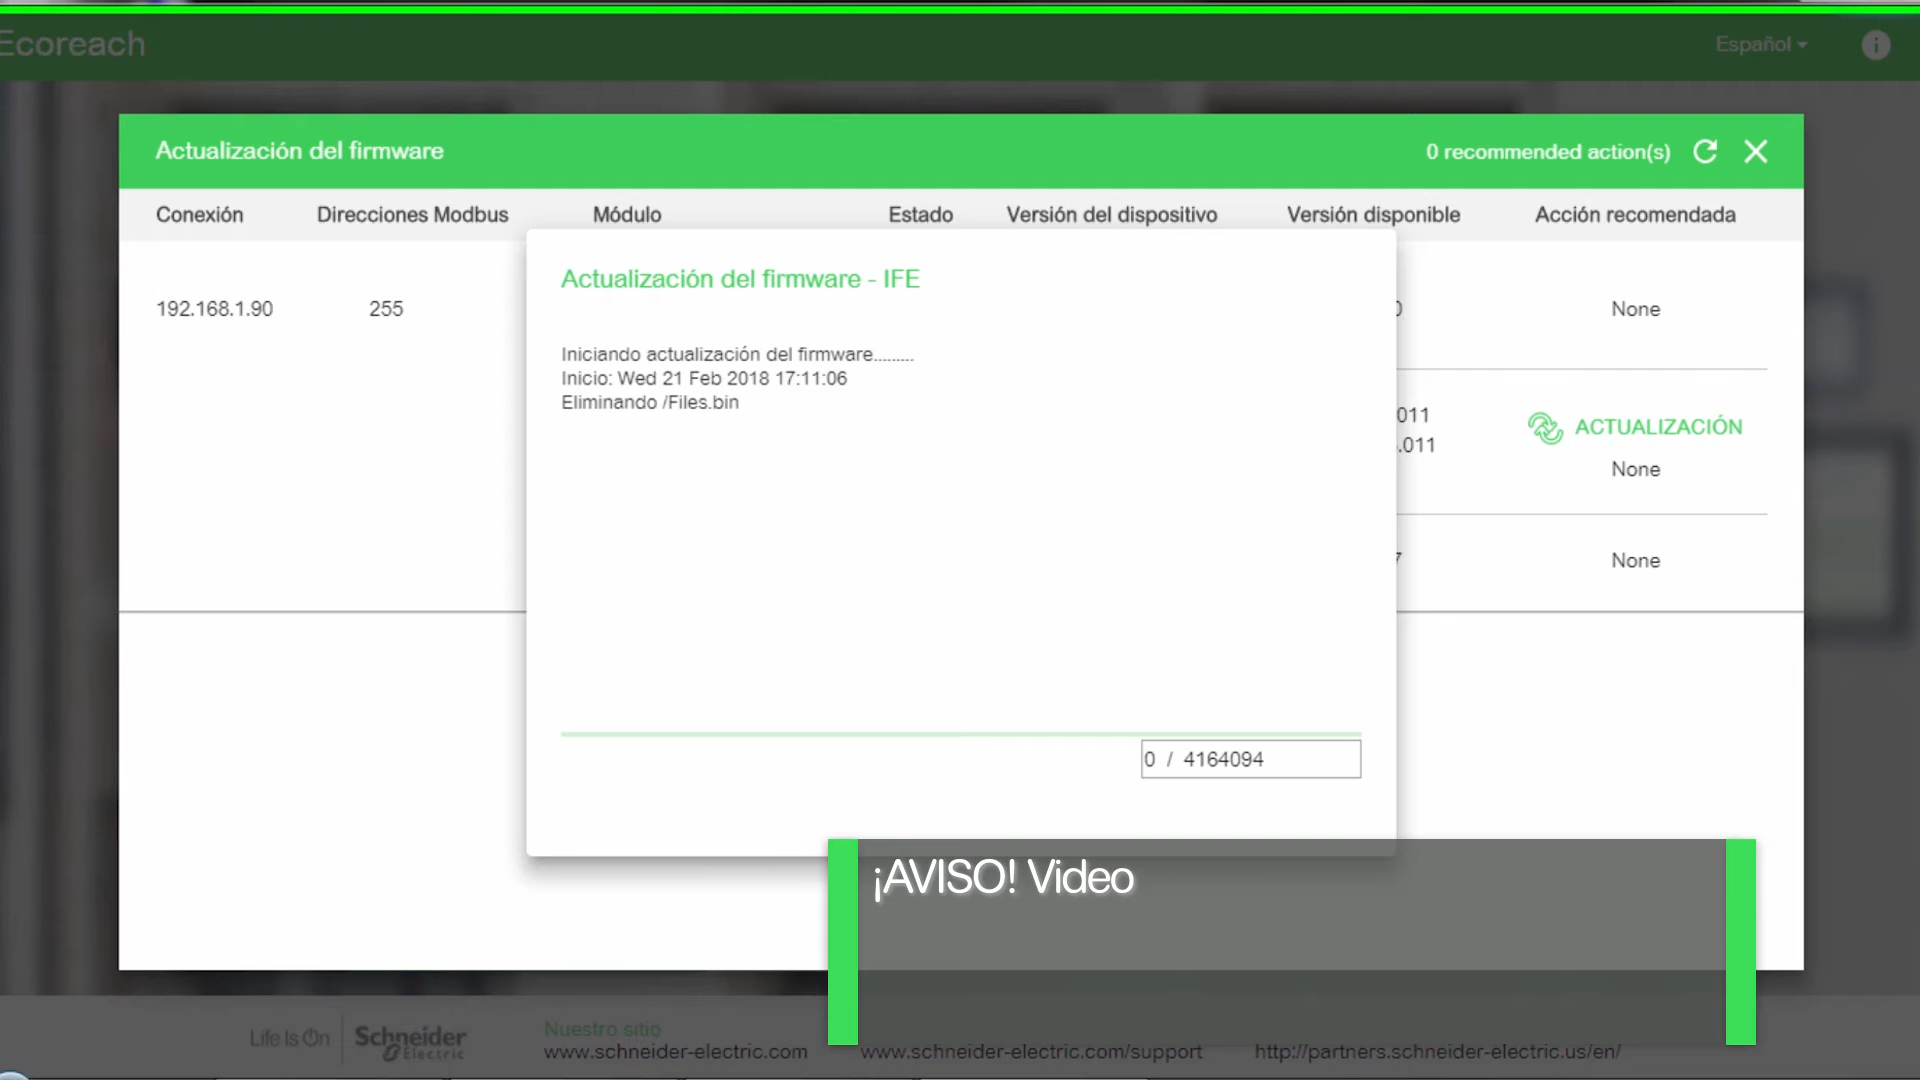 Ecoreach
Español
Actualización del firmware
0 recommended action(s)
Conexión Direcciones Modbus Módulo Estado Versión del dispositivo Versión disponible Acción recomendada
192.168.1.90 255
None
Actualización del firmware - IFE
Iniciando actualización del firmware.........
Inicio: Wed 21 Feb 2018 17:11:06
Eliminando /Files.bin
011
.011
ACTUALIZACIÓN
None
None
0 / 4164094
¡AVISO! Video
Life Is On
Schneider
Electric
Nuestro sitio
www.schneider-electric.com
www.schneider-electric.com/support
http://partners.schneider-electric.us/en/